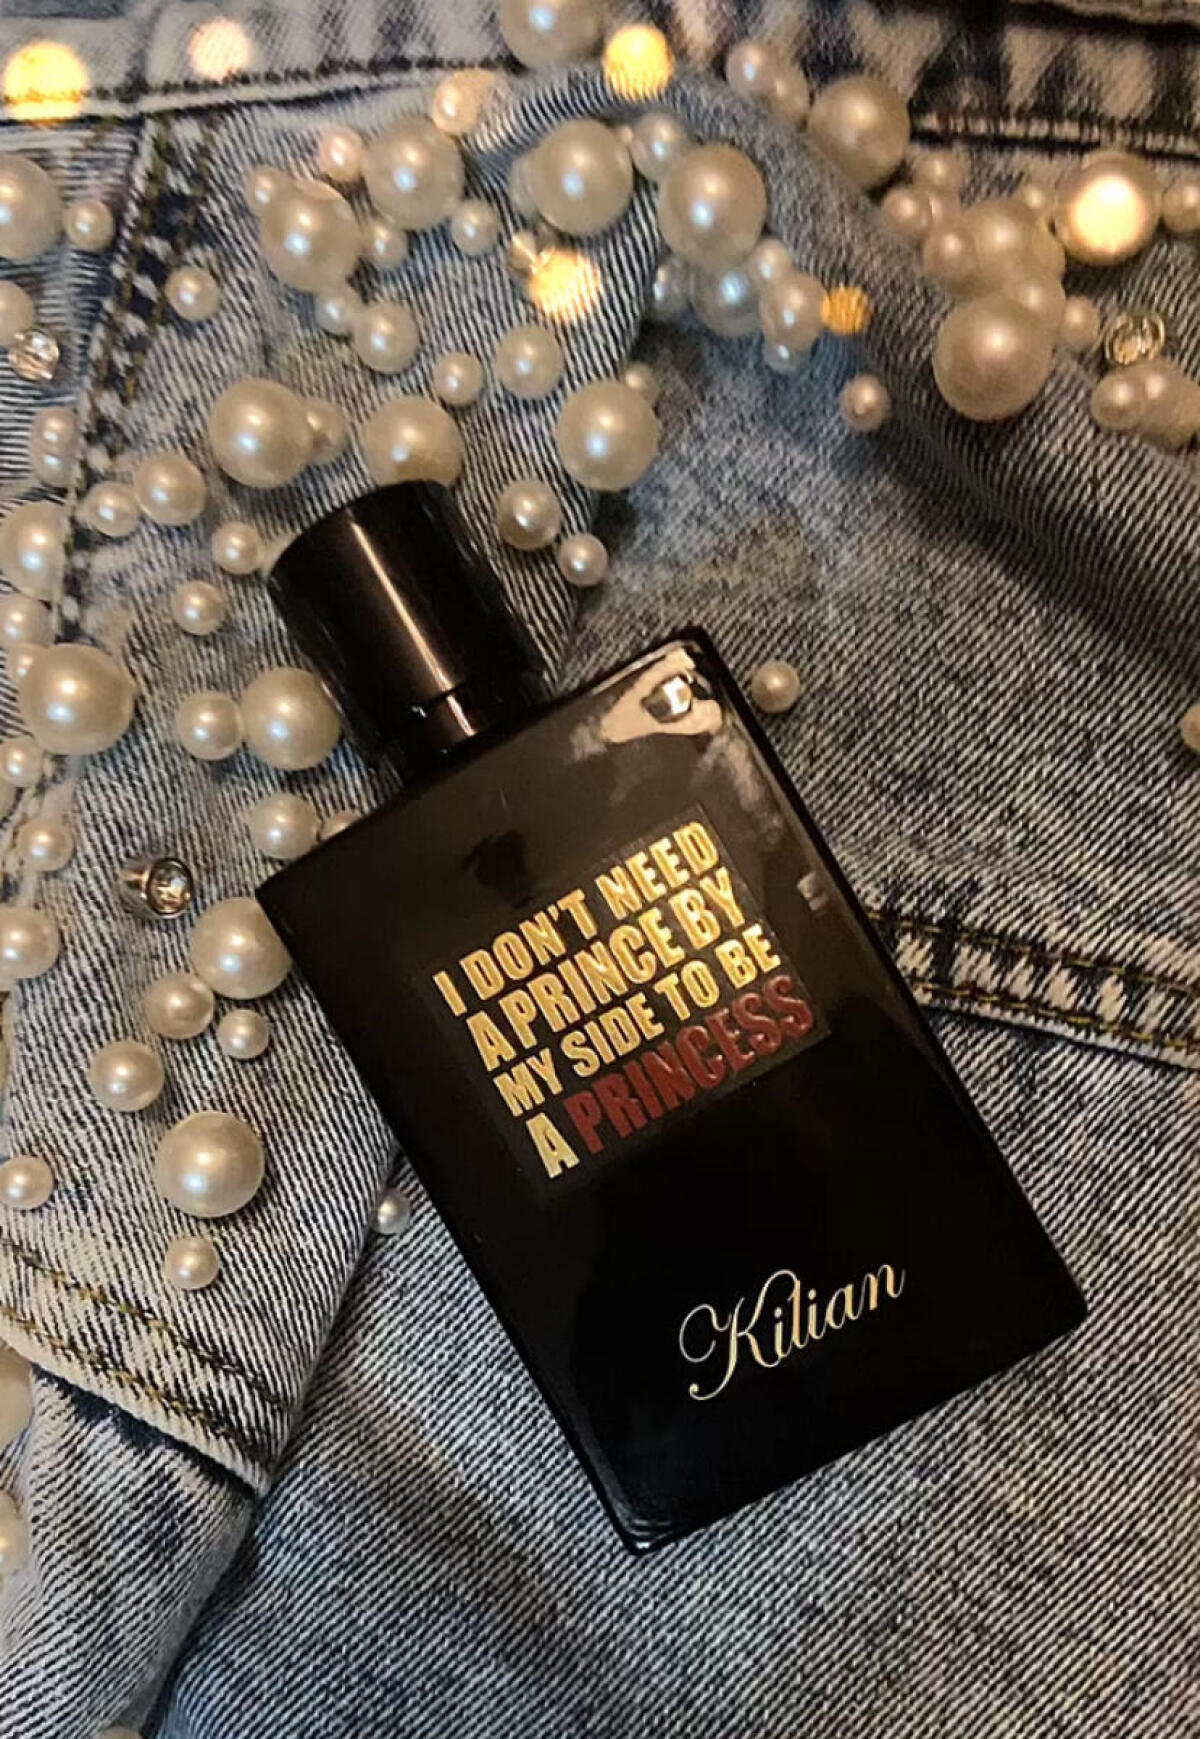 I DON'T NEED
A PRINCE BY
MY SIDE TO BE
A PRINCESS
Kilian